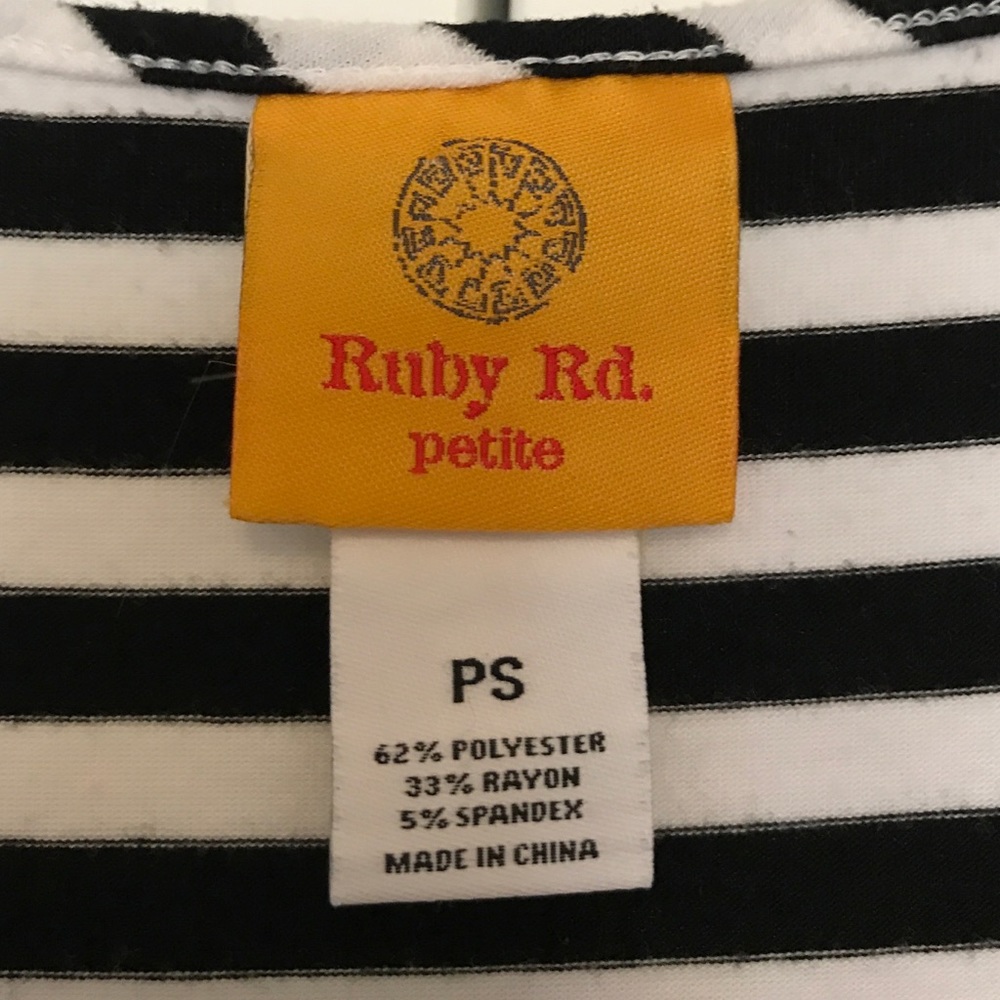 Ruby Rd.
petite
PS
62% POLYESTER
33% RAYON
5% SPANDEX
MADE IN CHINA